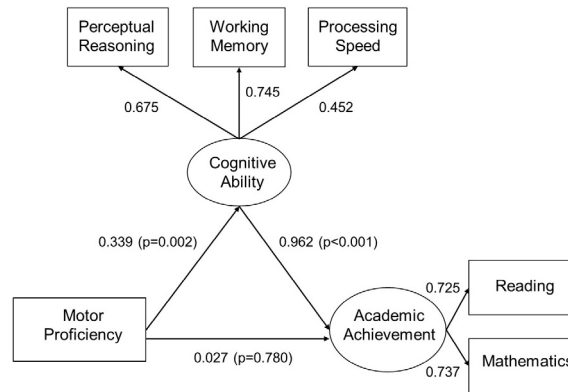 Perceptual
Reasoning
Working
Memory
Processing
Speed
0.675
0.745
0.452
Cognitive
Ability
0.339 (p=0.002)
0.962 (p<0.001)
Motor
Proficiency
0.027 (p=0.780)
Academic
Achievement
0.725
Reading
0.737
Mathematics